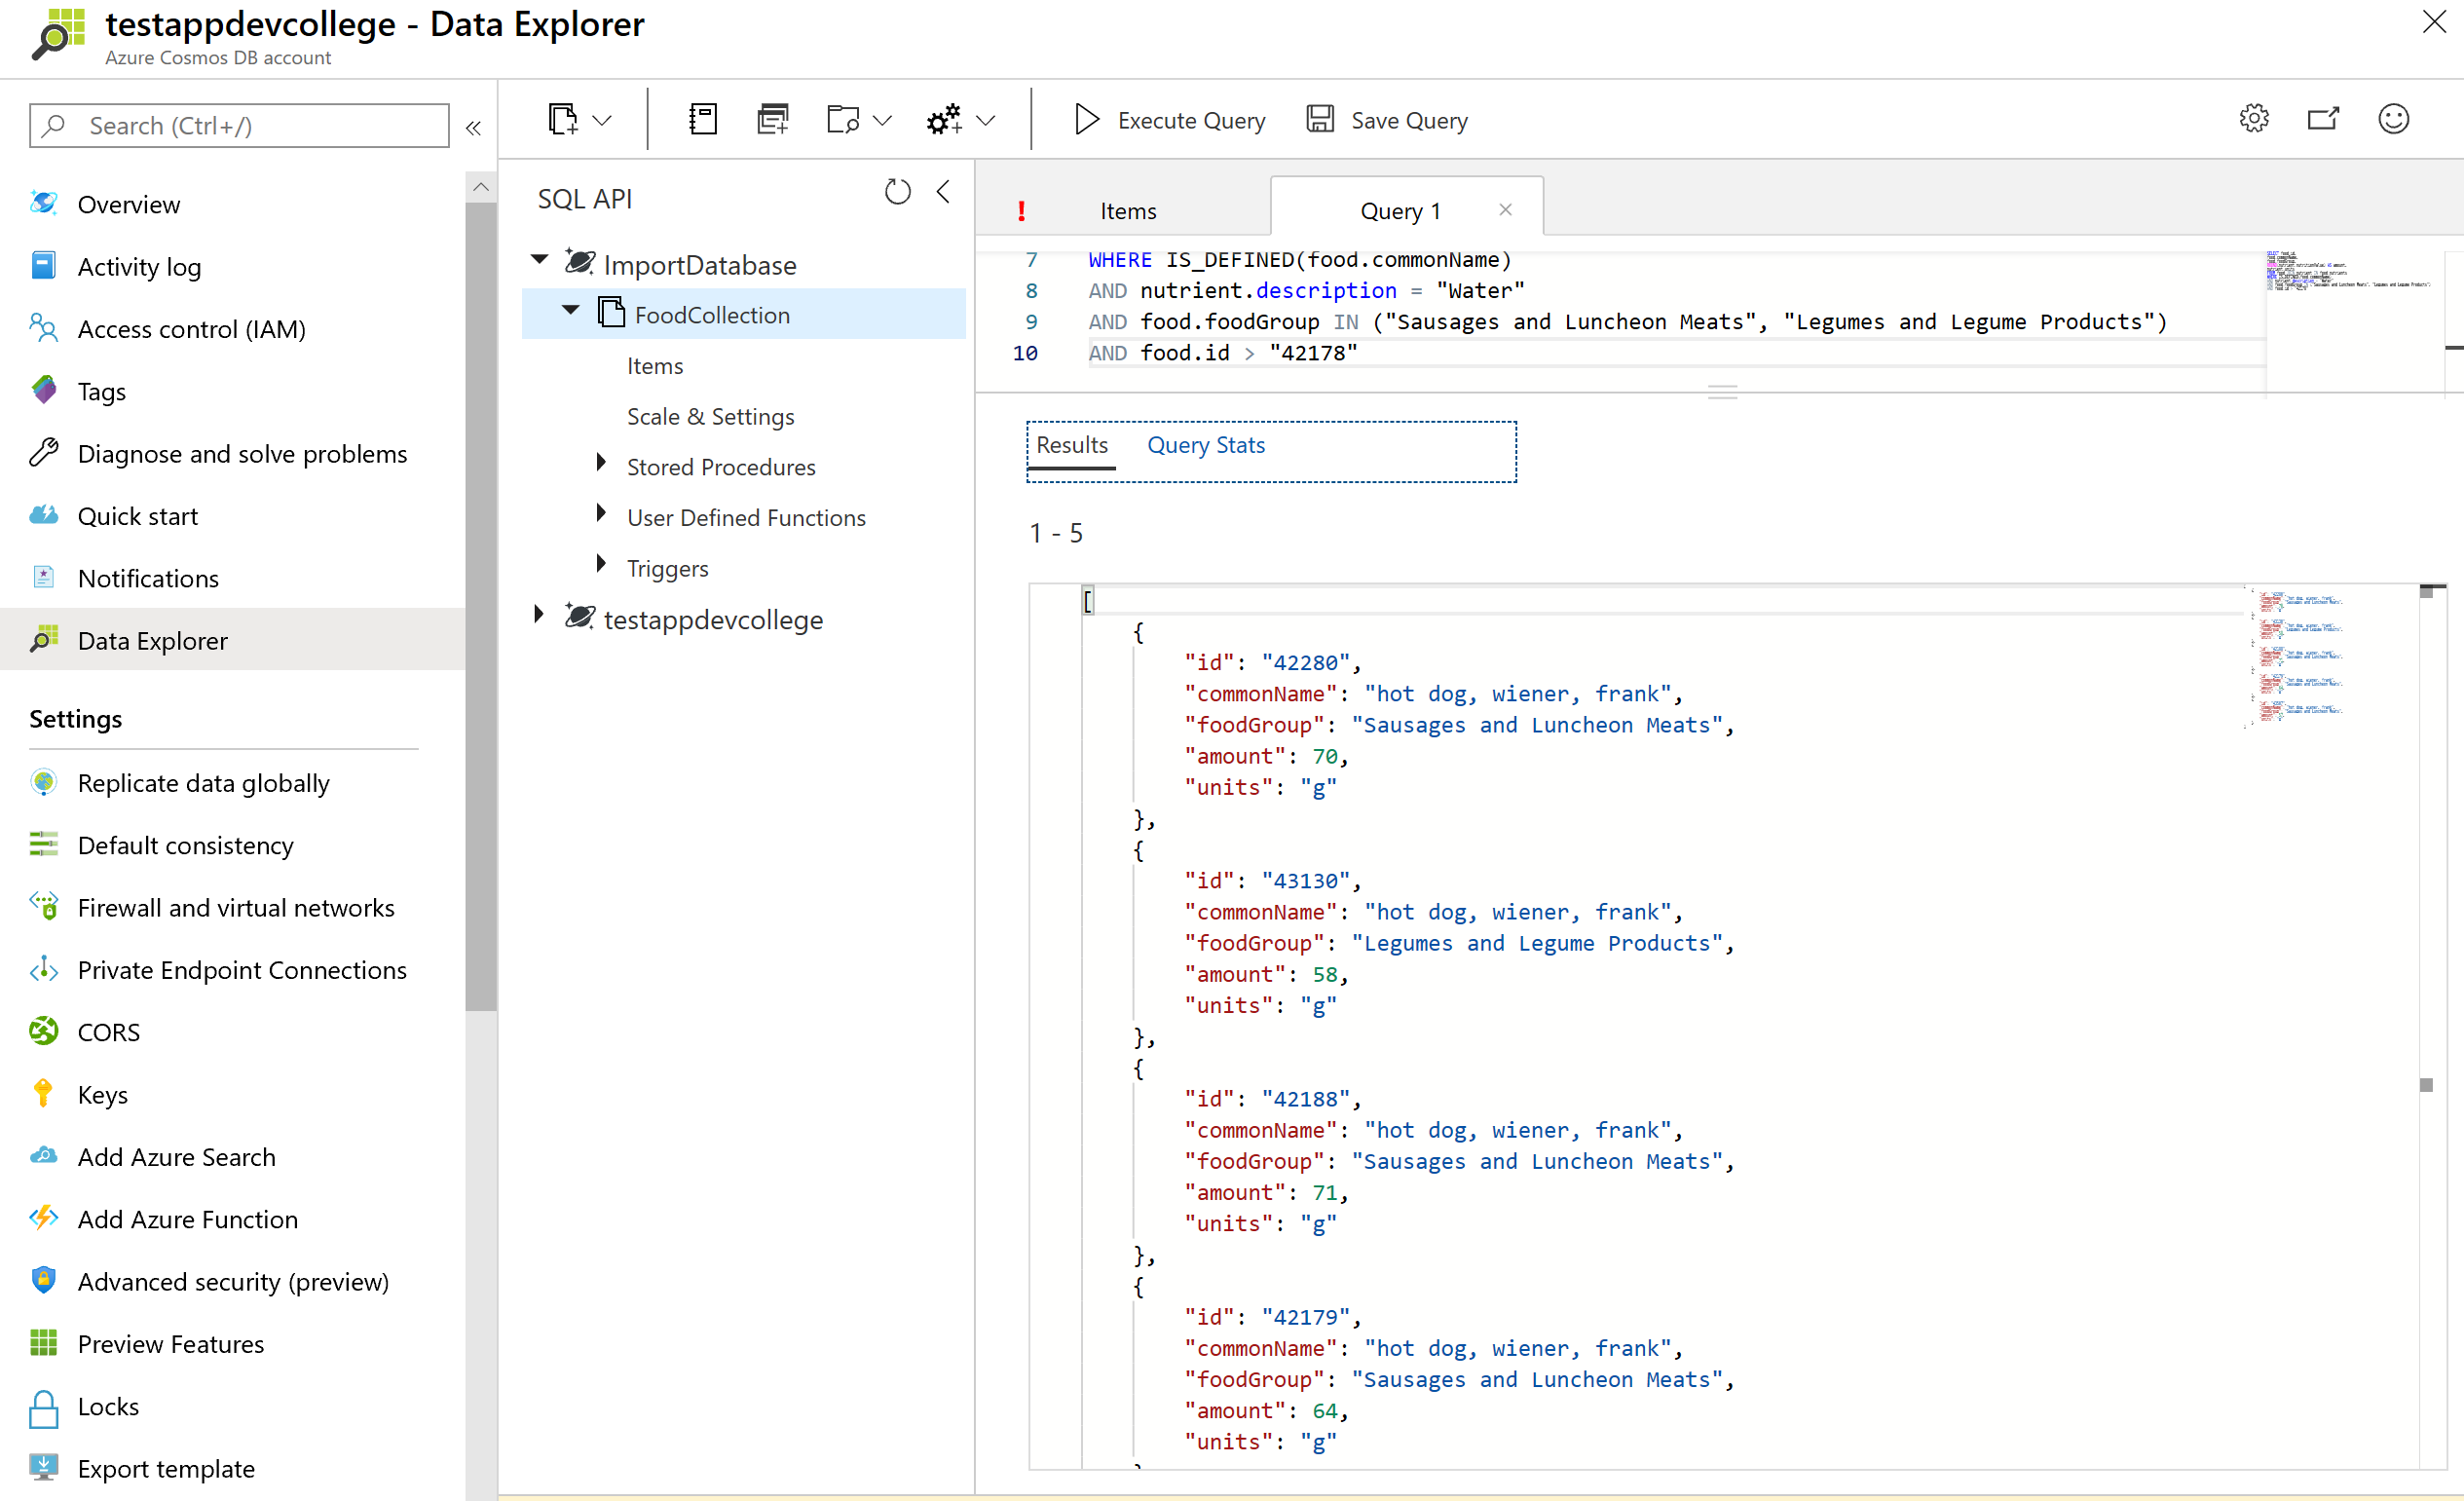 testappdevcollege - Data Explorer
Azure Cosmos DB account
Search (Ctrl+/)
«
Overview
Activity log
Access control (IAM)
Tags
Diagnose and solve problems
Quick start
Notifications
Data Explorer
Settings
Replicate data globally
Default consistency
Firewall and virtual networks
Private Endpoint Connections
CORS
Keys
Add Azure Search
Add Azure Function
Advanced security (preview)
Preview Features
Locks
Export template
Execute Query
Save Query
SQL API
ImportDatabase
FoodCollection
Items
Scale & Settings
Stored Procedures
User Defined Functions
Triggers
testappdevcollege
! Items
Query 1
7 WHERE IS_DEFINED(food.commonName)
8 AND nutrient.description = "Water"
9 AND food.foodGroup IN ("Sausages and Luncheon Meats", "Legumes and Legume Products")
10 AND food.id > "42178"
Results Query Stats
1 - 5
[
{
"id": "42280",
"commonName": "hot dog, wiener, frank",
"foodGroup": "Sausages and Luncheon Meats",
"amount": 70,
"units": "g"
},
{
"id": "43130",
"commonName": "hot dog, wiener, frank",
"foodGroup": "Legumes and Legume Products",
"amount": 58,
"units": "g"
},
{
"id": "42188",
"commonName": "hot dog, wiener, frank",
"foodGroup": "Sausages and Luncheon Meats",
"amount": 71,
"units": "g"
},
{
"id": "42179",
"commonName": "hot dog, wiener, frank",
"foodGroup": "Sausages and Luncheon Meats",
"amount": 64,
"units": "g"